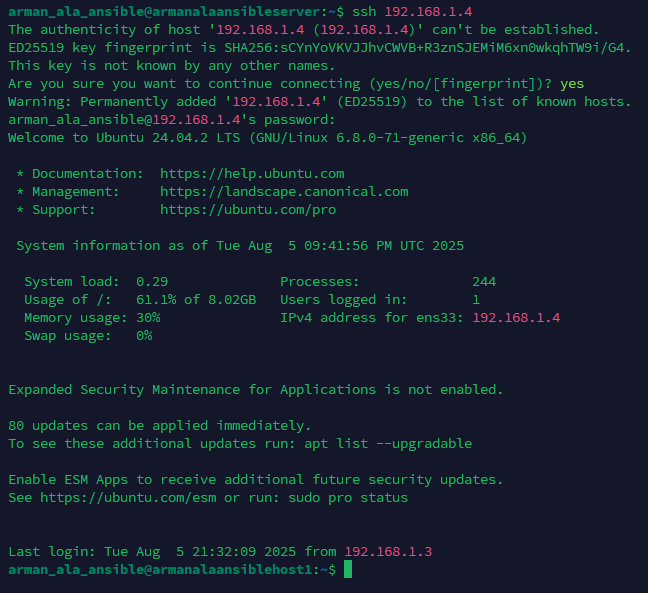 arman_ala_ansible@armanalaansibleserver:~$ ssh 192.168.1.4
The authenticity of host '192.168.1.4 (192.168.1.4)' can't be established.
ED25519 key fingerprint is SHA256:sCYnYoVKVJJhvCWVB+R3znSJEMiM6xn0wkqhTW9i/G4.
This key is not known by any other names.
Are you sure you want to continue connecting (yes/no/[fingerprint])? yes
Warning: Permanently added '192.168.1.4' (ED25519) to the list of known hosts.
arman_ala_ansible@192.168.1.4's password:
Welcome to Ubuntu 24.04.2 LTS (GNU/Linux 6.8.0-71-generic x86_64)
* Documentation:  https://help.ubuntu.com
* Management:     https://landscape.canonical.com
* Support:        https://ubuntu.com/pro
System information as of Tue Aug  5 09:41:56 PM UTC 2025
System load:  0.29              Processes:              244
Usage of /:   61.1% of 8.02GB   Users logged in:        1
Memory usage: 30%               IPv4 address for ens33: 192.168.1.4
Swap usage:   0%
Expanded Security Maintenance for Applications is not enabled.
80 updates can be applied immediately.
To see these additional updates run: apt list --upgradable
Enable ESM Apps to receive additional future security updates.
See https://ubuntu.com/esm or run: sudo pro status
Last login: Tue Aug  5 21:32:09 2025 from 192.168.1.3
arman_ala_ansible@armanalaansiblehost1:~$